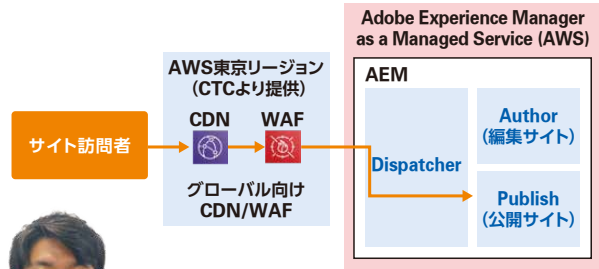 Adobe Experience Manager
as a Managed Service (AWS)
AWS東京リージョン
（CTCより提供）
AEM
CDN
WAF
Author
（編集サイト）
サイト訪問者
Dispatcher
グローバル向け
CDN/WAF
Publish
（公開サイト）